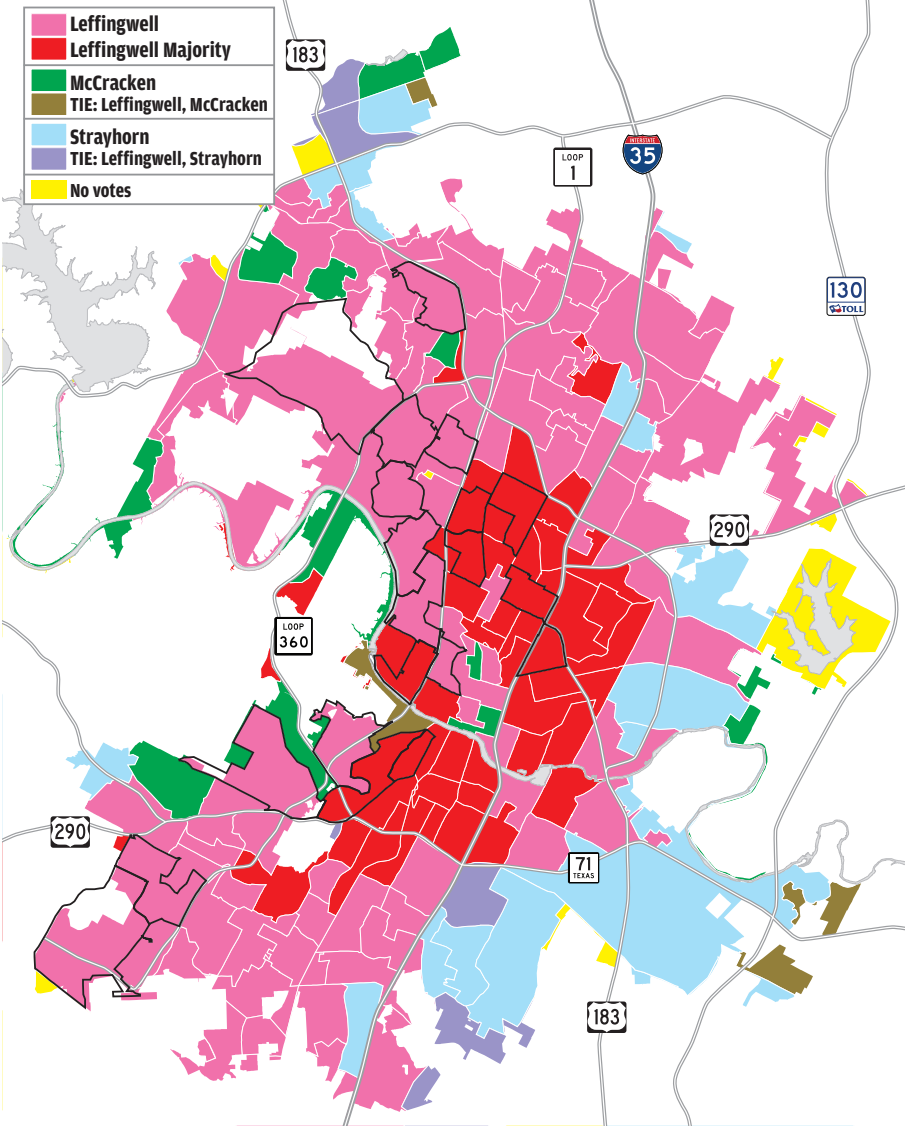 Leffingwell
Leffingwell Majority
McCracken
TIE: Leffingwell, McCracken
Strayhorn
TIE: Leffingwell, Strayhorn
No votes
183
LOOP
1
INTERSTATE
35
130
TOLL
290
LOOP
360
290
71
TEXAS
183